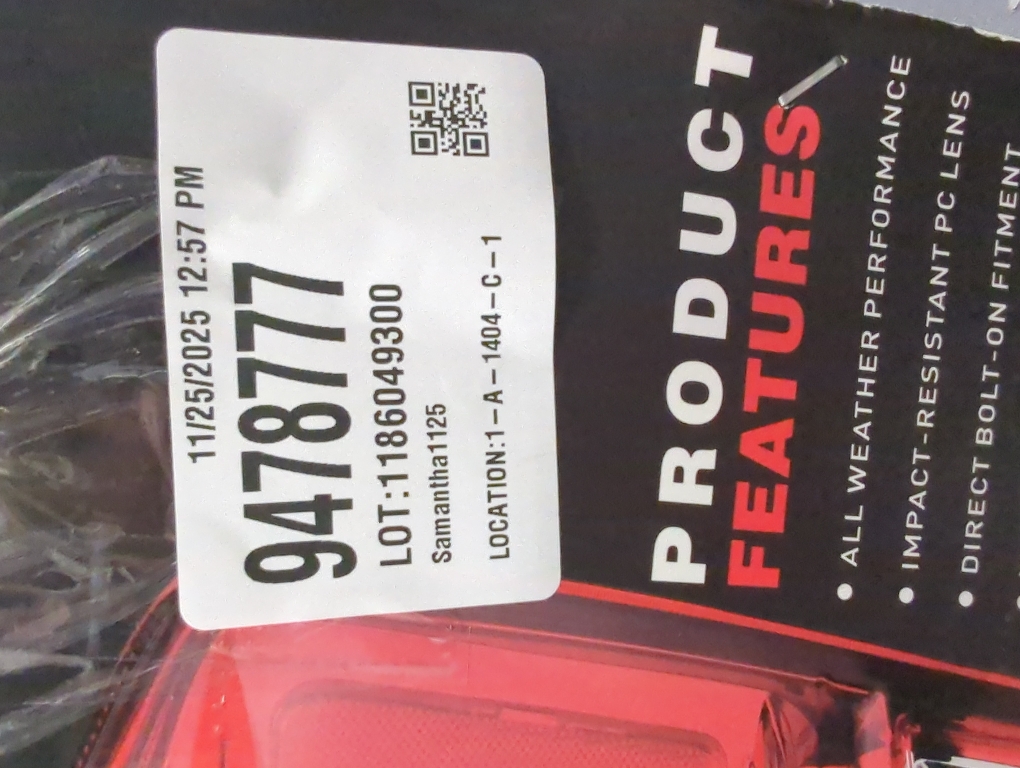 11/25/2025 12:57 PM
9478777
LOT:1186049300
Samantha1125
LOCATION:1-A-1404-C-1
PRODUCT
FEATURES
• ALL WEATHER PERFORMANCE
• IMPACT-RESISTANT PC LENS
• DIRECT BOLT-ON FITMENT